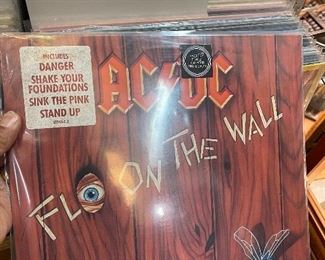 INCLUDES
DANGER
SHAKE YOUR
FOUNDATIONS
SINK THE PINK
STAND UP
AC/DC
FLY ON THE WALL